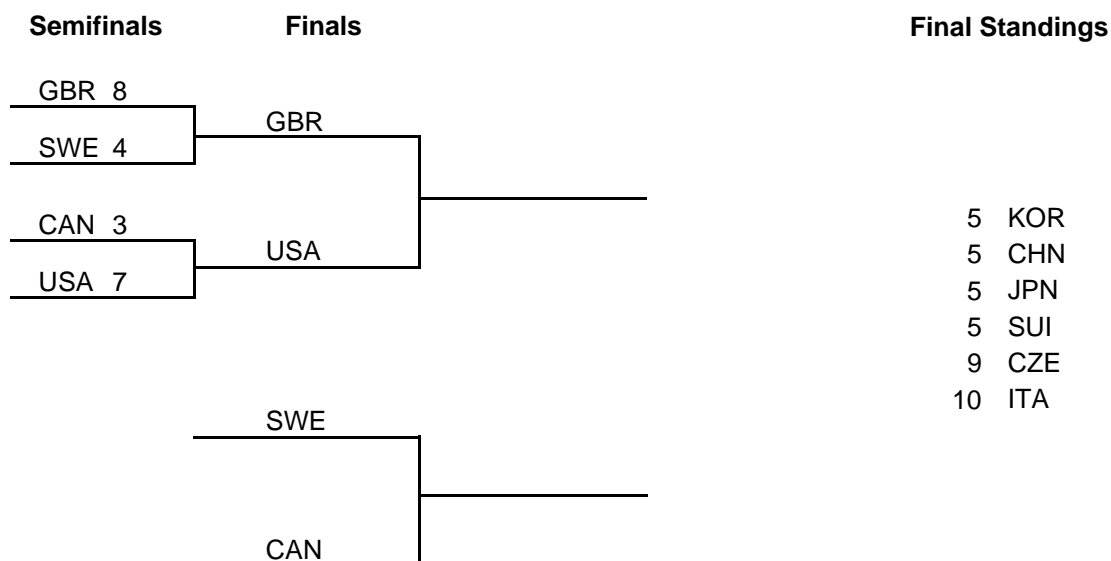 Semifinals Finals Final Standings
GBR 8
GBR
SWE 4
CAN 3
USA
USA 7
5 KOR
5 CHN
5 JPN
5 SUI
9 CZE
10 ITA
SWE
CAN